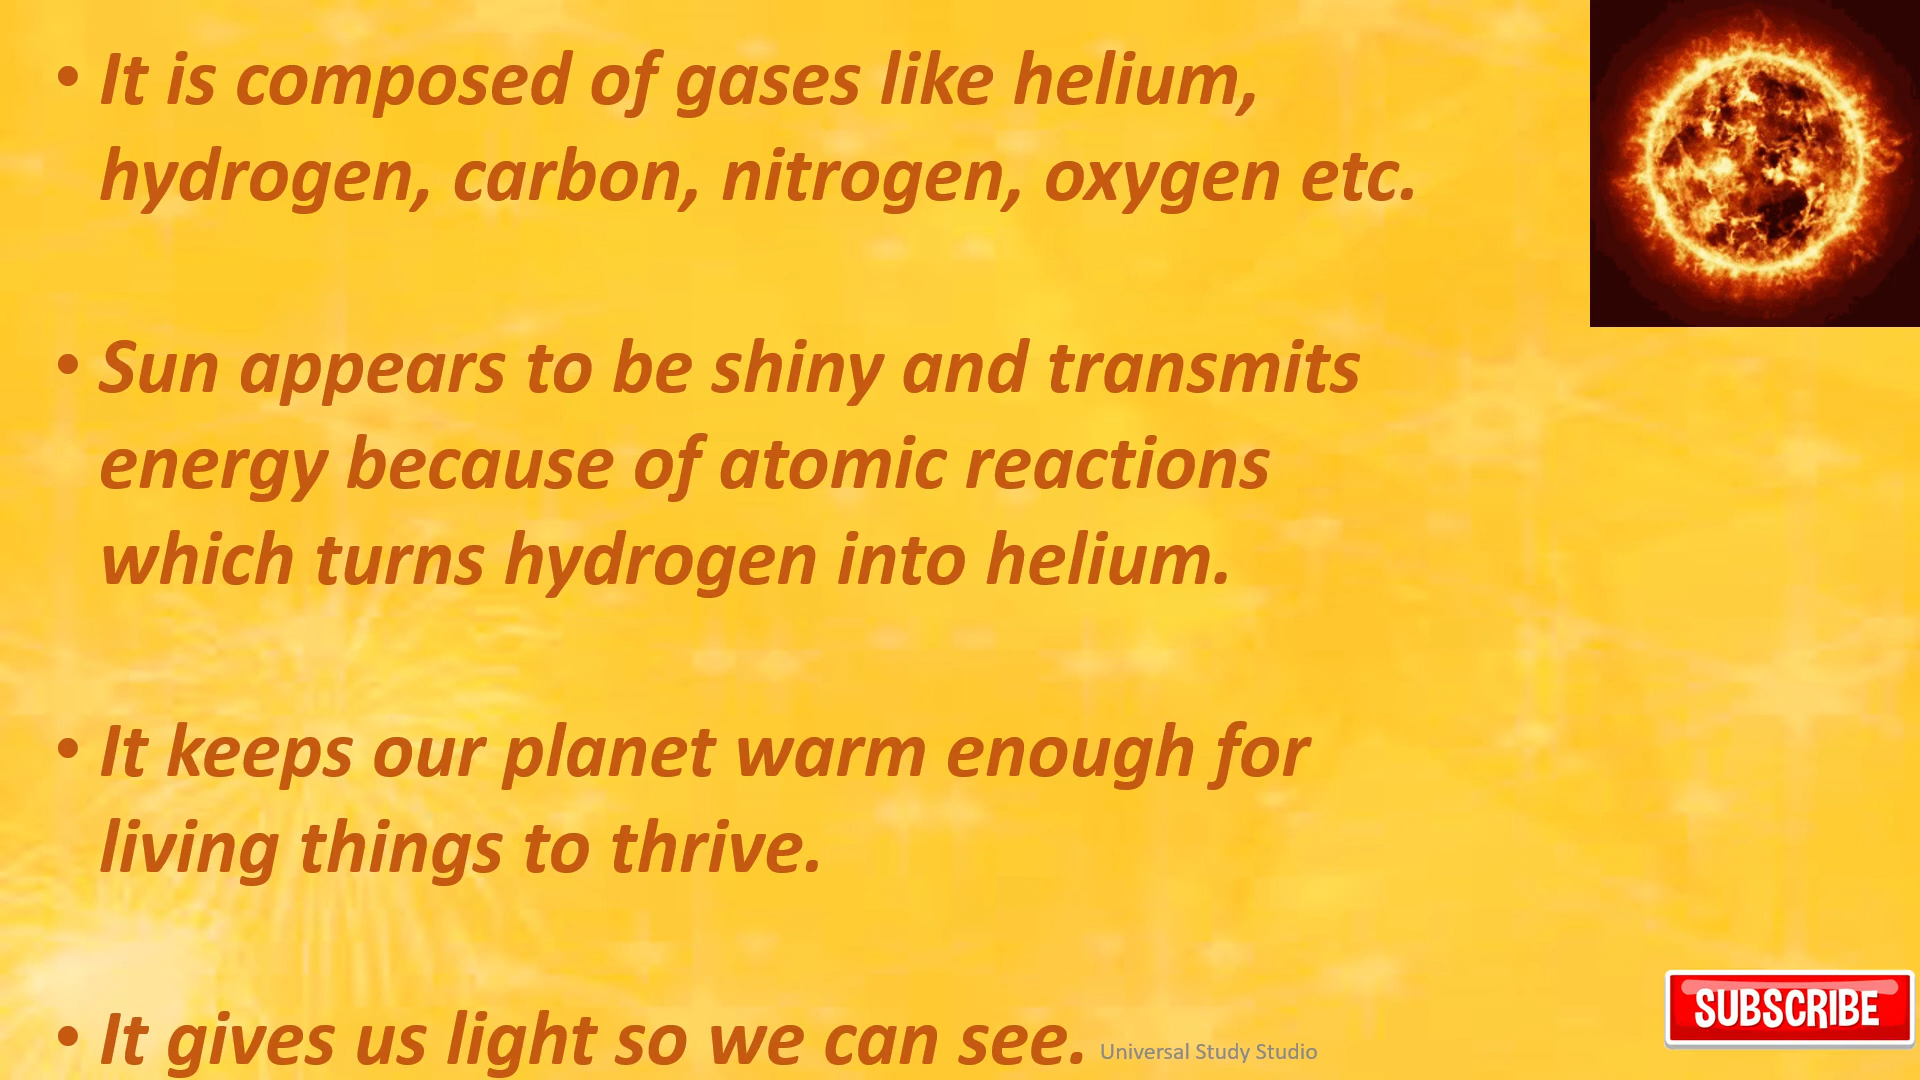 • It is composed of gases like helium,
hydrogen, carbon, nitrogen, oxygen etc.
• Sun appears to be shiny and transmits
energy because of atomic reactions
which turns hydrogen into helium.
• It keeps our planet warm enough for
living things to thrive.
• It gives us light so we can see.
Universal Study Studio
SUBSCRIBE